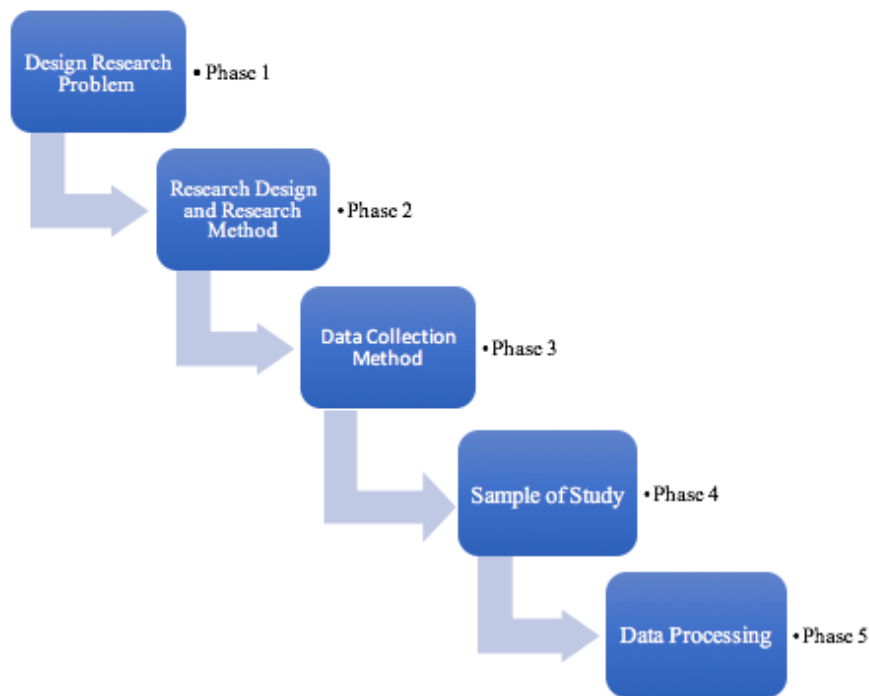 Design Research
Problem
• Phase 1
Research Design
and Research
Method
• Phase 2
Data Collection
Method
• Phase 3
Sample of Study
• Phase 4
Data Processing
• Phase 5